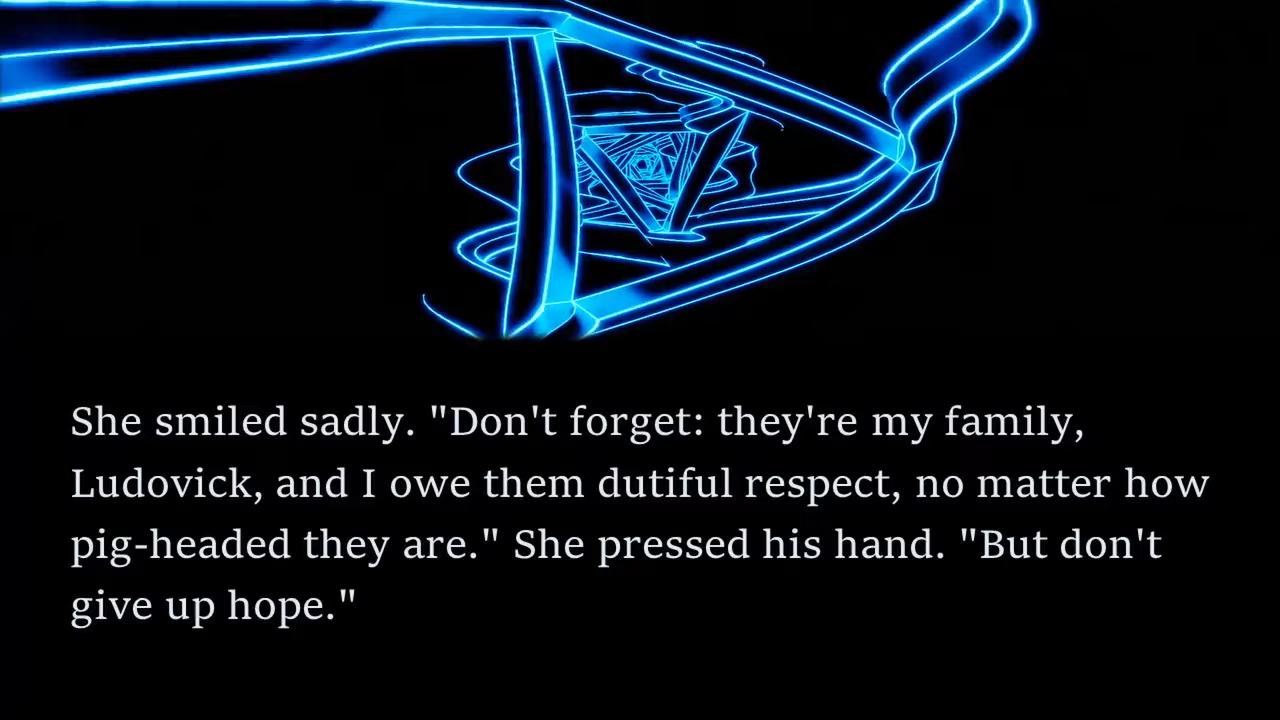 She smiled sadly. "Don't forget: they're my family,
Ludovick, and I owe them dutiful respect, no matter how
pig-headed they are." She pressed his hand. "But don't
give up hope."